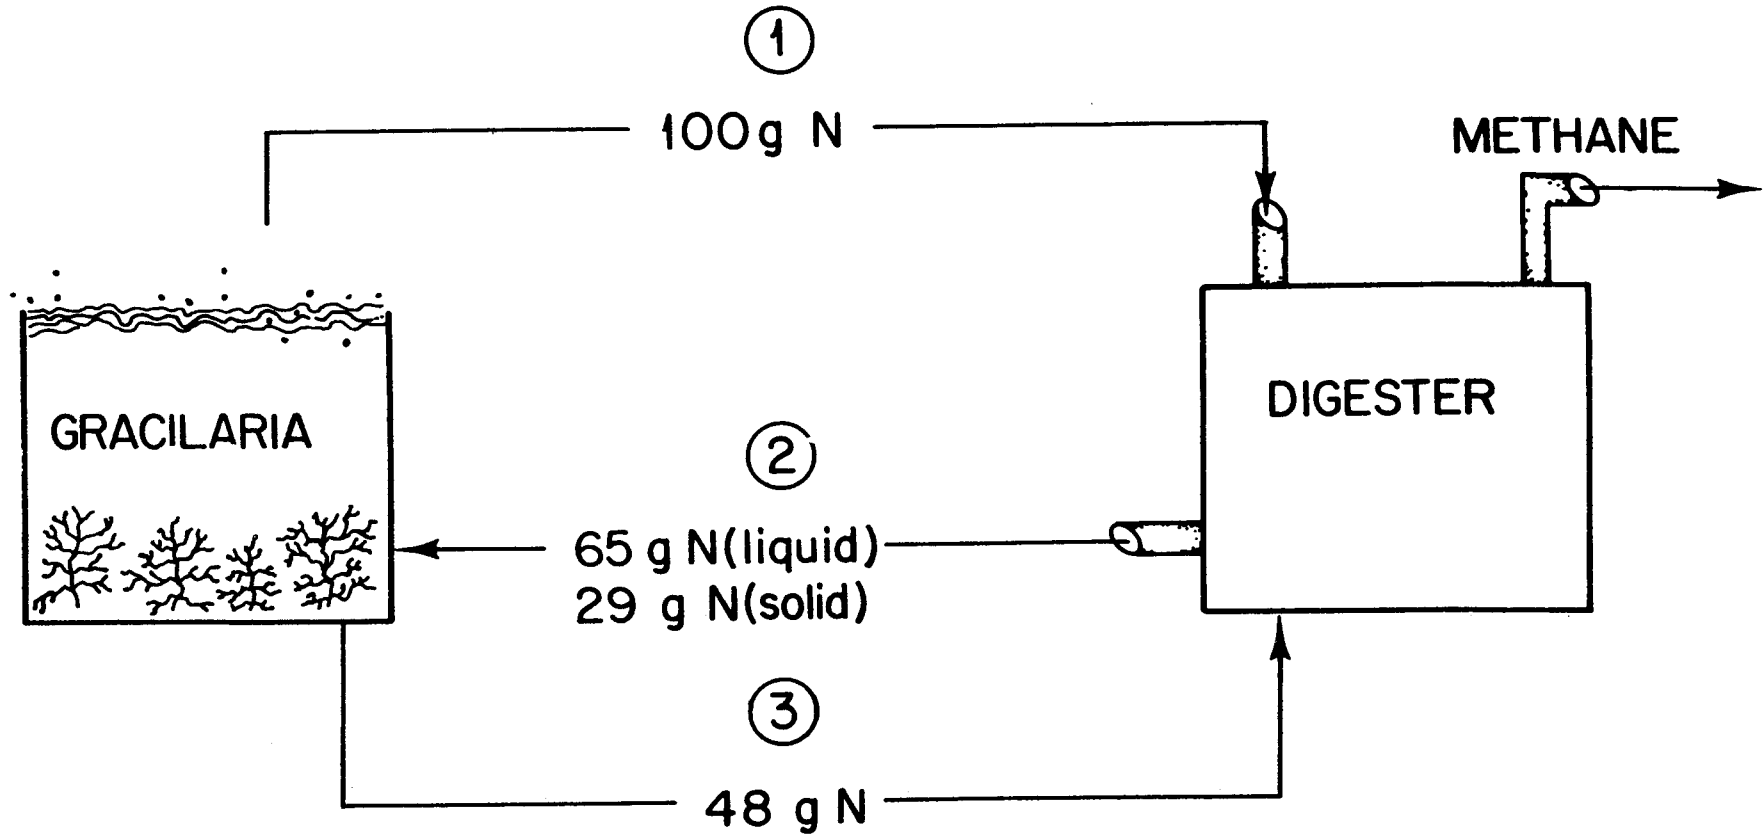 ①
100g N
METHANE
DIGESTER
GRACILARIA
②
65 g N(liquid)
29 g N(solid)
③
48 g N